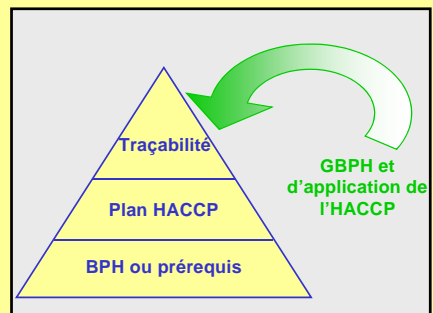 Traçabilité
Plan HACCP
BPH ou prérequis
GBPH et
d'application de
l'HACCP